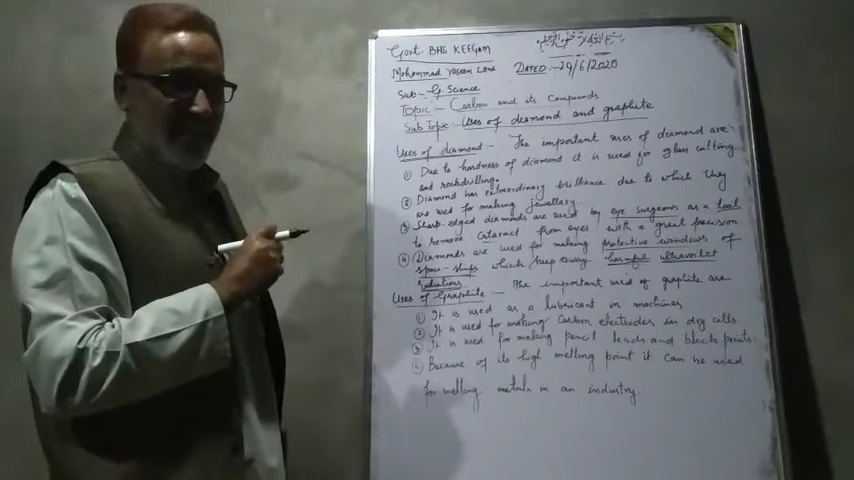 Govt. BHS KEEGAM
Mohammad Yaseen Lone DATED:-29/6/2020
Sub:- G. Science
Topic:- Carbon and its Compounds
Sub Topic:- Uses of diamond and graphite
Uses of diamond:- The important uses of diamond are:
① Due to hardness of diamond it is used for glass cutting
and rockdrilling.
② Diamond has extraordinary brilliance due to which they
are used for making jewellery.
③ Sharp-edged diamonds are used by eye surgeons as a tool
to remove cataract from eyes with a great precision
④ Diamonds are used for making protective windows of
space-ships which keep away harmful ultraviolet
radiations
Uses of Graphite:- The important uses of graphite are
① It is used as a lubricant in machines
② It is used for making Carbon electrodes in dry cells
③ It is used for making pencil leads and black paints.
④ Because of its high melting point it can be used
for melting metals in an industry.